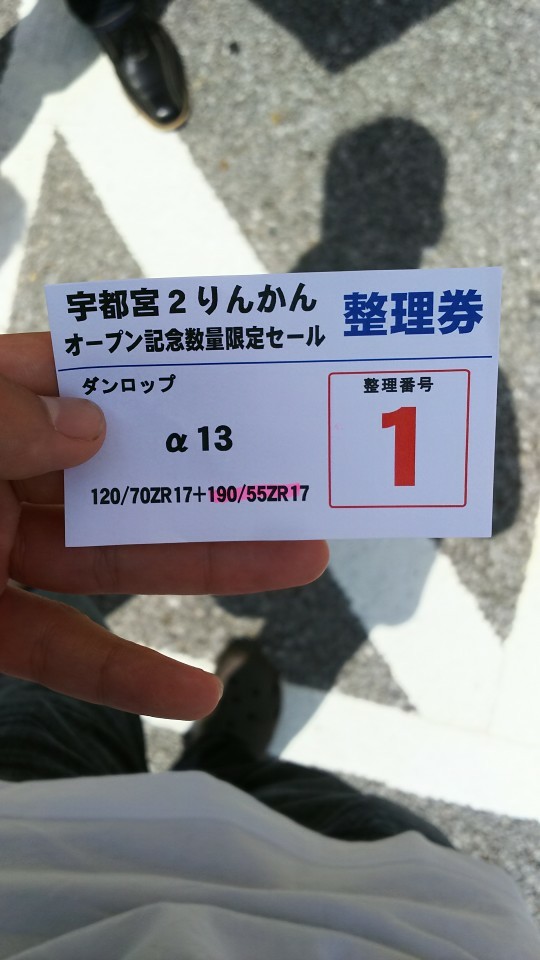 宇都宮2りんかん
オープン記念数量限定セール
整理券
ダンロップ
α13
120/70ZR17+190/55ZR17
整理番号
1